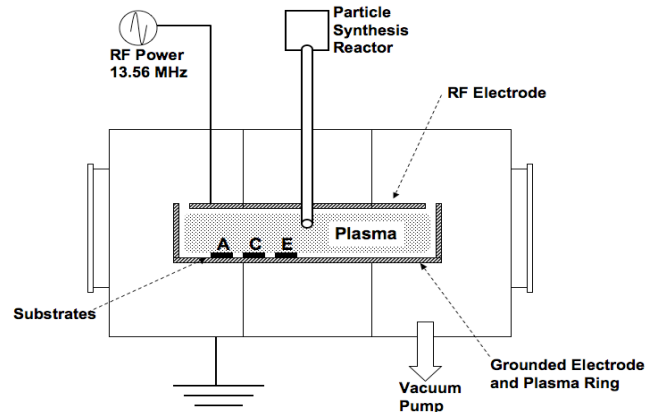 Particle
Synthesis
Reactor
RF Power
13.56 MHz
RF Electrode
Plasma
A C E
Substrates
Grounded Electrode
and Plasma Ring
Vacuum
Pump